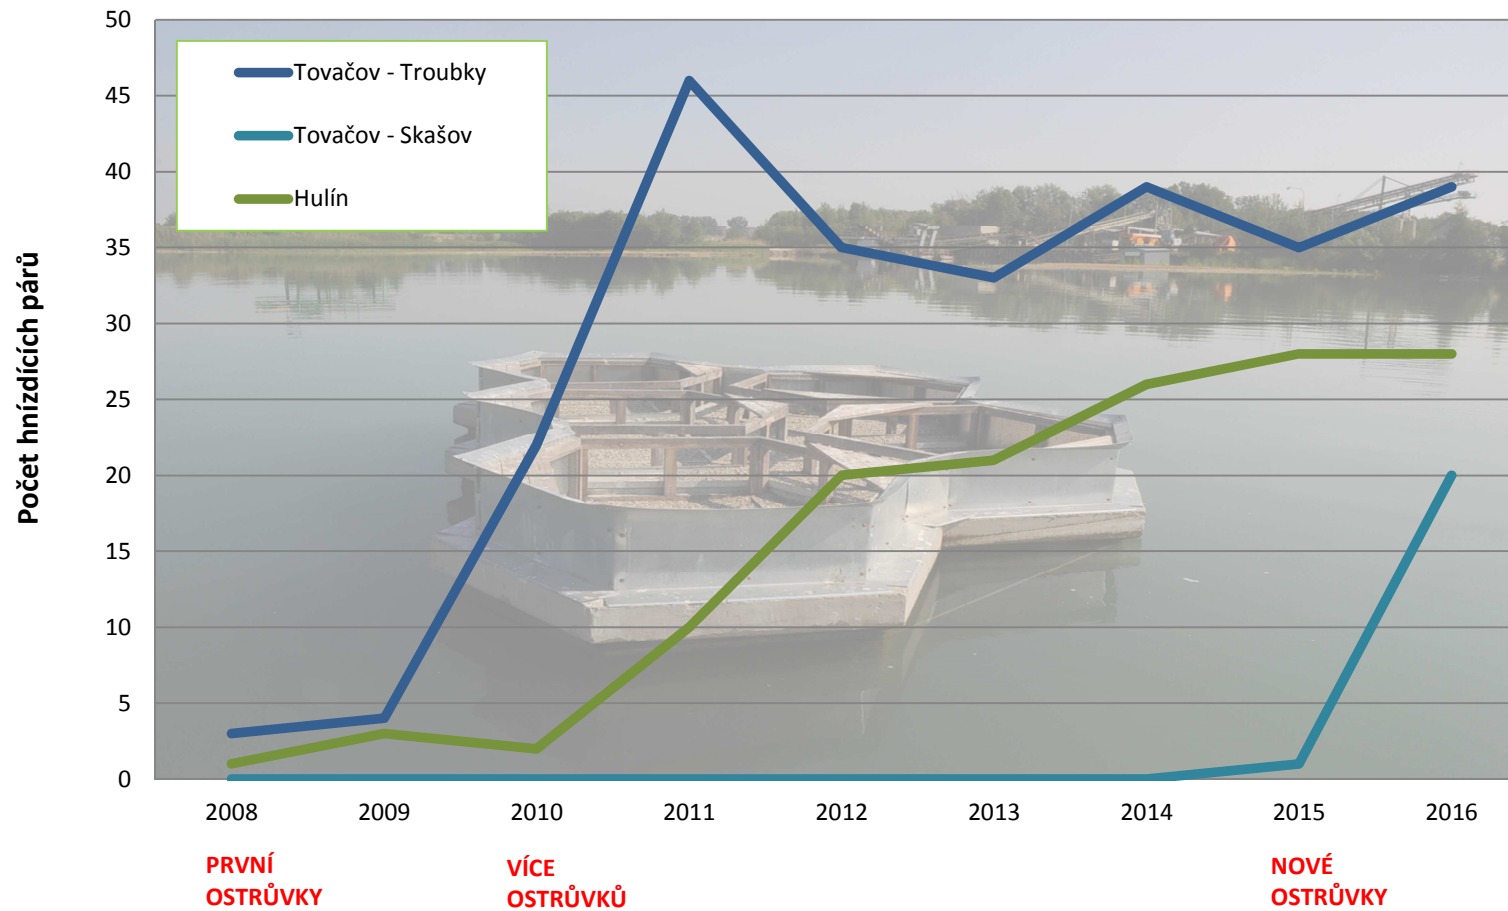 Počet hnízdících párů
50
45
40
35
30
25
20
15
10
5
0
Tovačov - Troubky
Tovačov - Skašov
Hulín
2008 2009 2010 2011 2012 2013 2014 2015 2016
PRVNÍ
OSTRŮVKY
VÍCE
OSTRŮVKŮ
NOVÉ
OSTRŮVKY